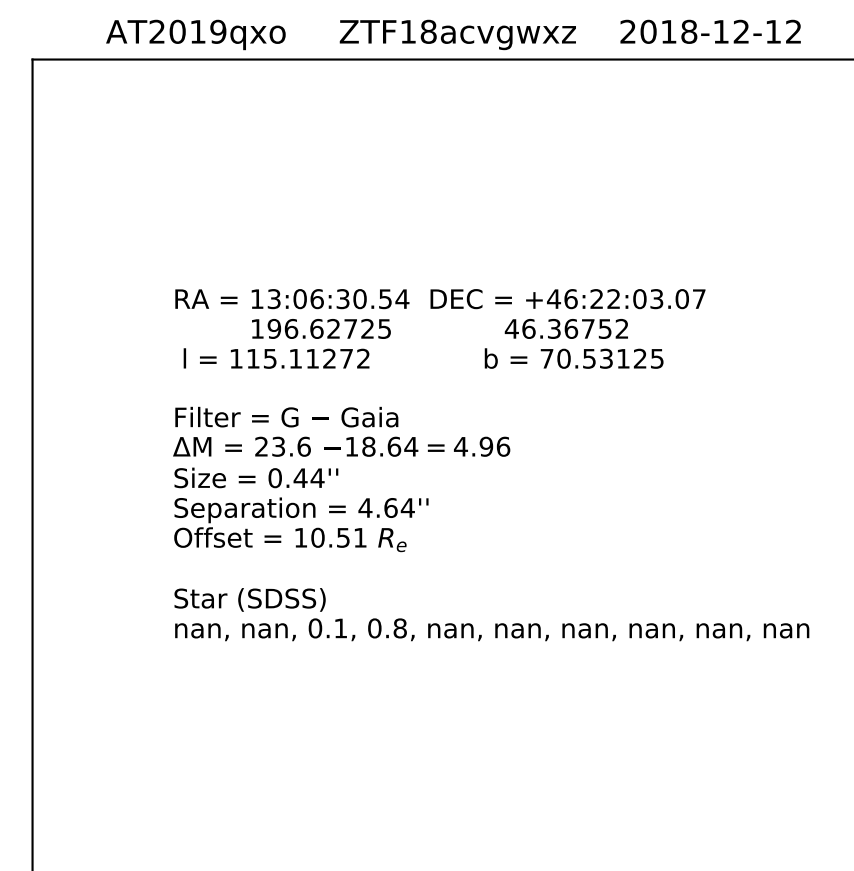 AT2019qxo ZTF18acvgwxz 2018-12-12
RA = 13:06:30.54 DEC = +46:22:03.07
196.62725 46.36752
l = 115.11272 b = 70.53125
Filter = G − Gaia
ΔM = 23.6 −18.64 = 4.96
Size = 0.44''
Separation = 4.64''
Offset = 10.51 Re
Star (SDSS)
nan, nan, 0.1, 0.8, nan, nan, nan, nan, nan, nan